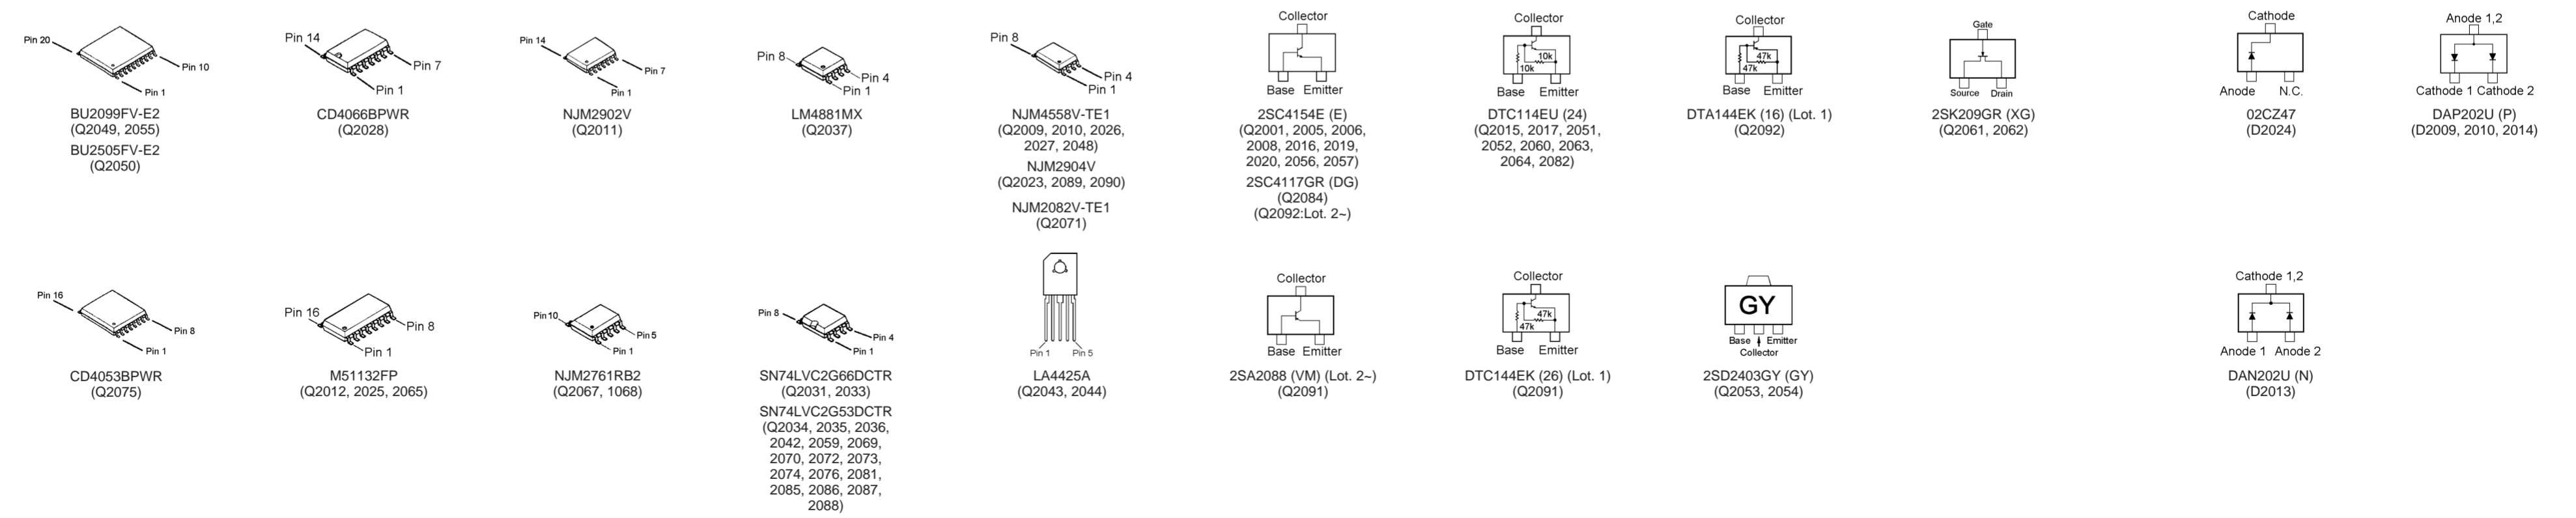 Pin 20
Pin 10
Pin 1
BU2099FV-E2
(Q2049, 2055)
BU2505FV-E2
(Q2050)
Pin 14
Pin 7
Pin 1
CD4066BPWR
(Q2028)
Pin 14
Pin 7
Pin 1
NJM2902V
(Q2011)
Pin 8
Pin 4
Pin 1
LM4881MX
(Q2037)
Pin 8
Pin 4
Pin 1
NJM4558V-TE1
(Q2009, 2010, 2026,
2027, 2048)
NJM2904V
(Q2023, 2089, 2090)
NJM2082V-TE1
(Q2071)
Collector
Base Emitter
2SC4154E (E)
(Q2001, 2005, 2006,
2008, 2016, 2019,
2020, 2056, 2057)
2SC4117GR (DG)
(Q2084)
(Q2092:Lot. 2~)
Collector
10k
10k
Base Emitter
DTC114EU (24)
(Q2015, 2017, 2051,
2052, 2060, 2063,
2064, 2082)
Collector
47k
47k
Base Emitter
DTA144EK (16) (Lot. 1)
(Q2092)
Gate
Source Drain
2SK209GR (XG)
(Q2061, 2062)
Cathode
Anode N.C.
02CZ47
(D2024)
Anode 1,2
Cathode 1 Cathode 2
DAP202U (P)
(D2009, 2010, 2014)
Pin 16
Pin 8
Pin 1
CD4053BPWR
(Q2075)
Pin 16
Pin 8
Pin 1
M51132FP
(Q2012, 2025, 2065)
Pin10
Pin 5
Pin 1
NJM2761RB2
(Q2067, 1068)
Pin 8
Pin 4
Pin 1
SN74LVC2G66DCTR
(Q2031, 2033)
SN74LVC2G53DCTR
(Q2034, 2035, 2036,
2042, 2059, 2069,
2070, 2072, 2073,
2074, 2076, 2081,
2085, 2086, 2087,
2088)
Pin 1 Pin 5
LA4425A
(Q2043, 2044)
Collector
Base Emitter
2SA2088 (VM) (Lot. 2~)
(Q2091)
Collector
47k
47k
Base Emitter
DTC144EK (26) (Lot. 1)
(Q2091)
GY
Base Emitter
Collector
2SD2403GY (GY)
(Q2053, 2054)
Cathode 1,2
Anode 1 Anode 2
DAN202U (N)
(D2013)